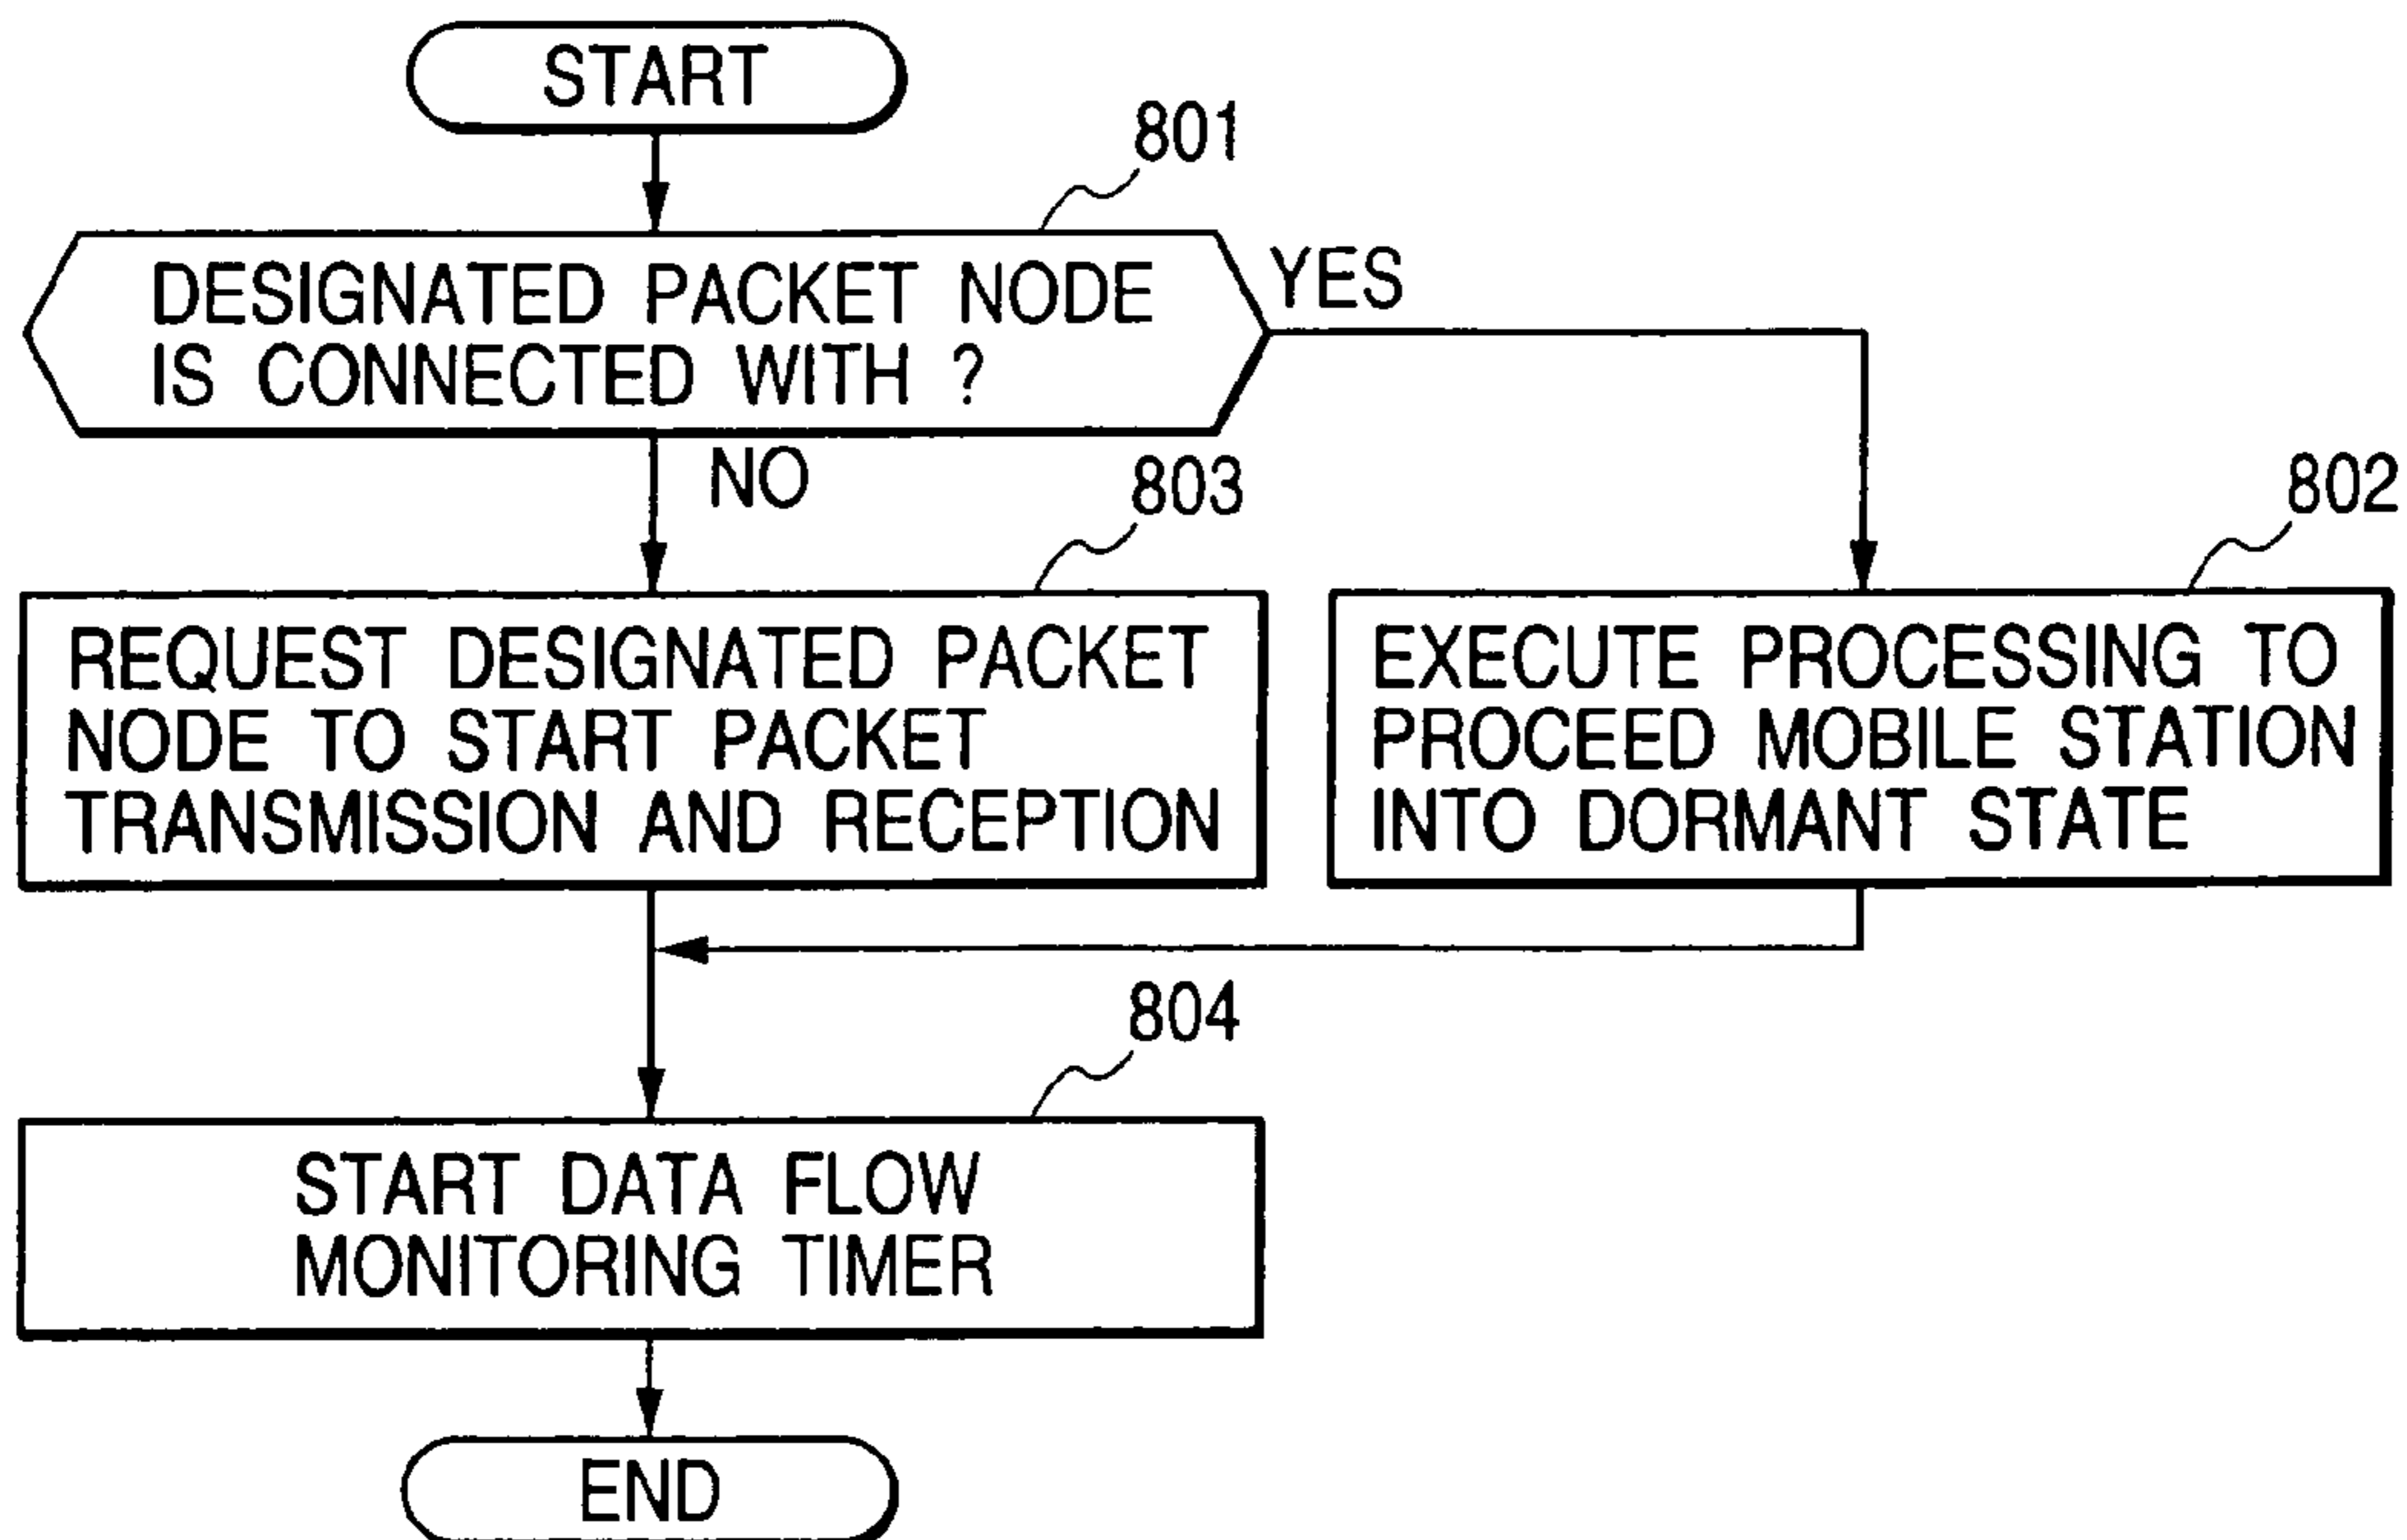 START
801
DESIGNATED PACKET NODE
IS CONNECTED WITH ?
YES
NO
803
802
REQUEST DESIGNATED PACKET
NODE TO START PACKET
TRANSMISSION AND RECEPTION
EXECUTE PROCESSING TO
PROCEED MOBILE STATION
INTO DORMANT STATE
804
START DATA FLOW
MONITORING TIMER
END